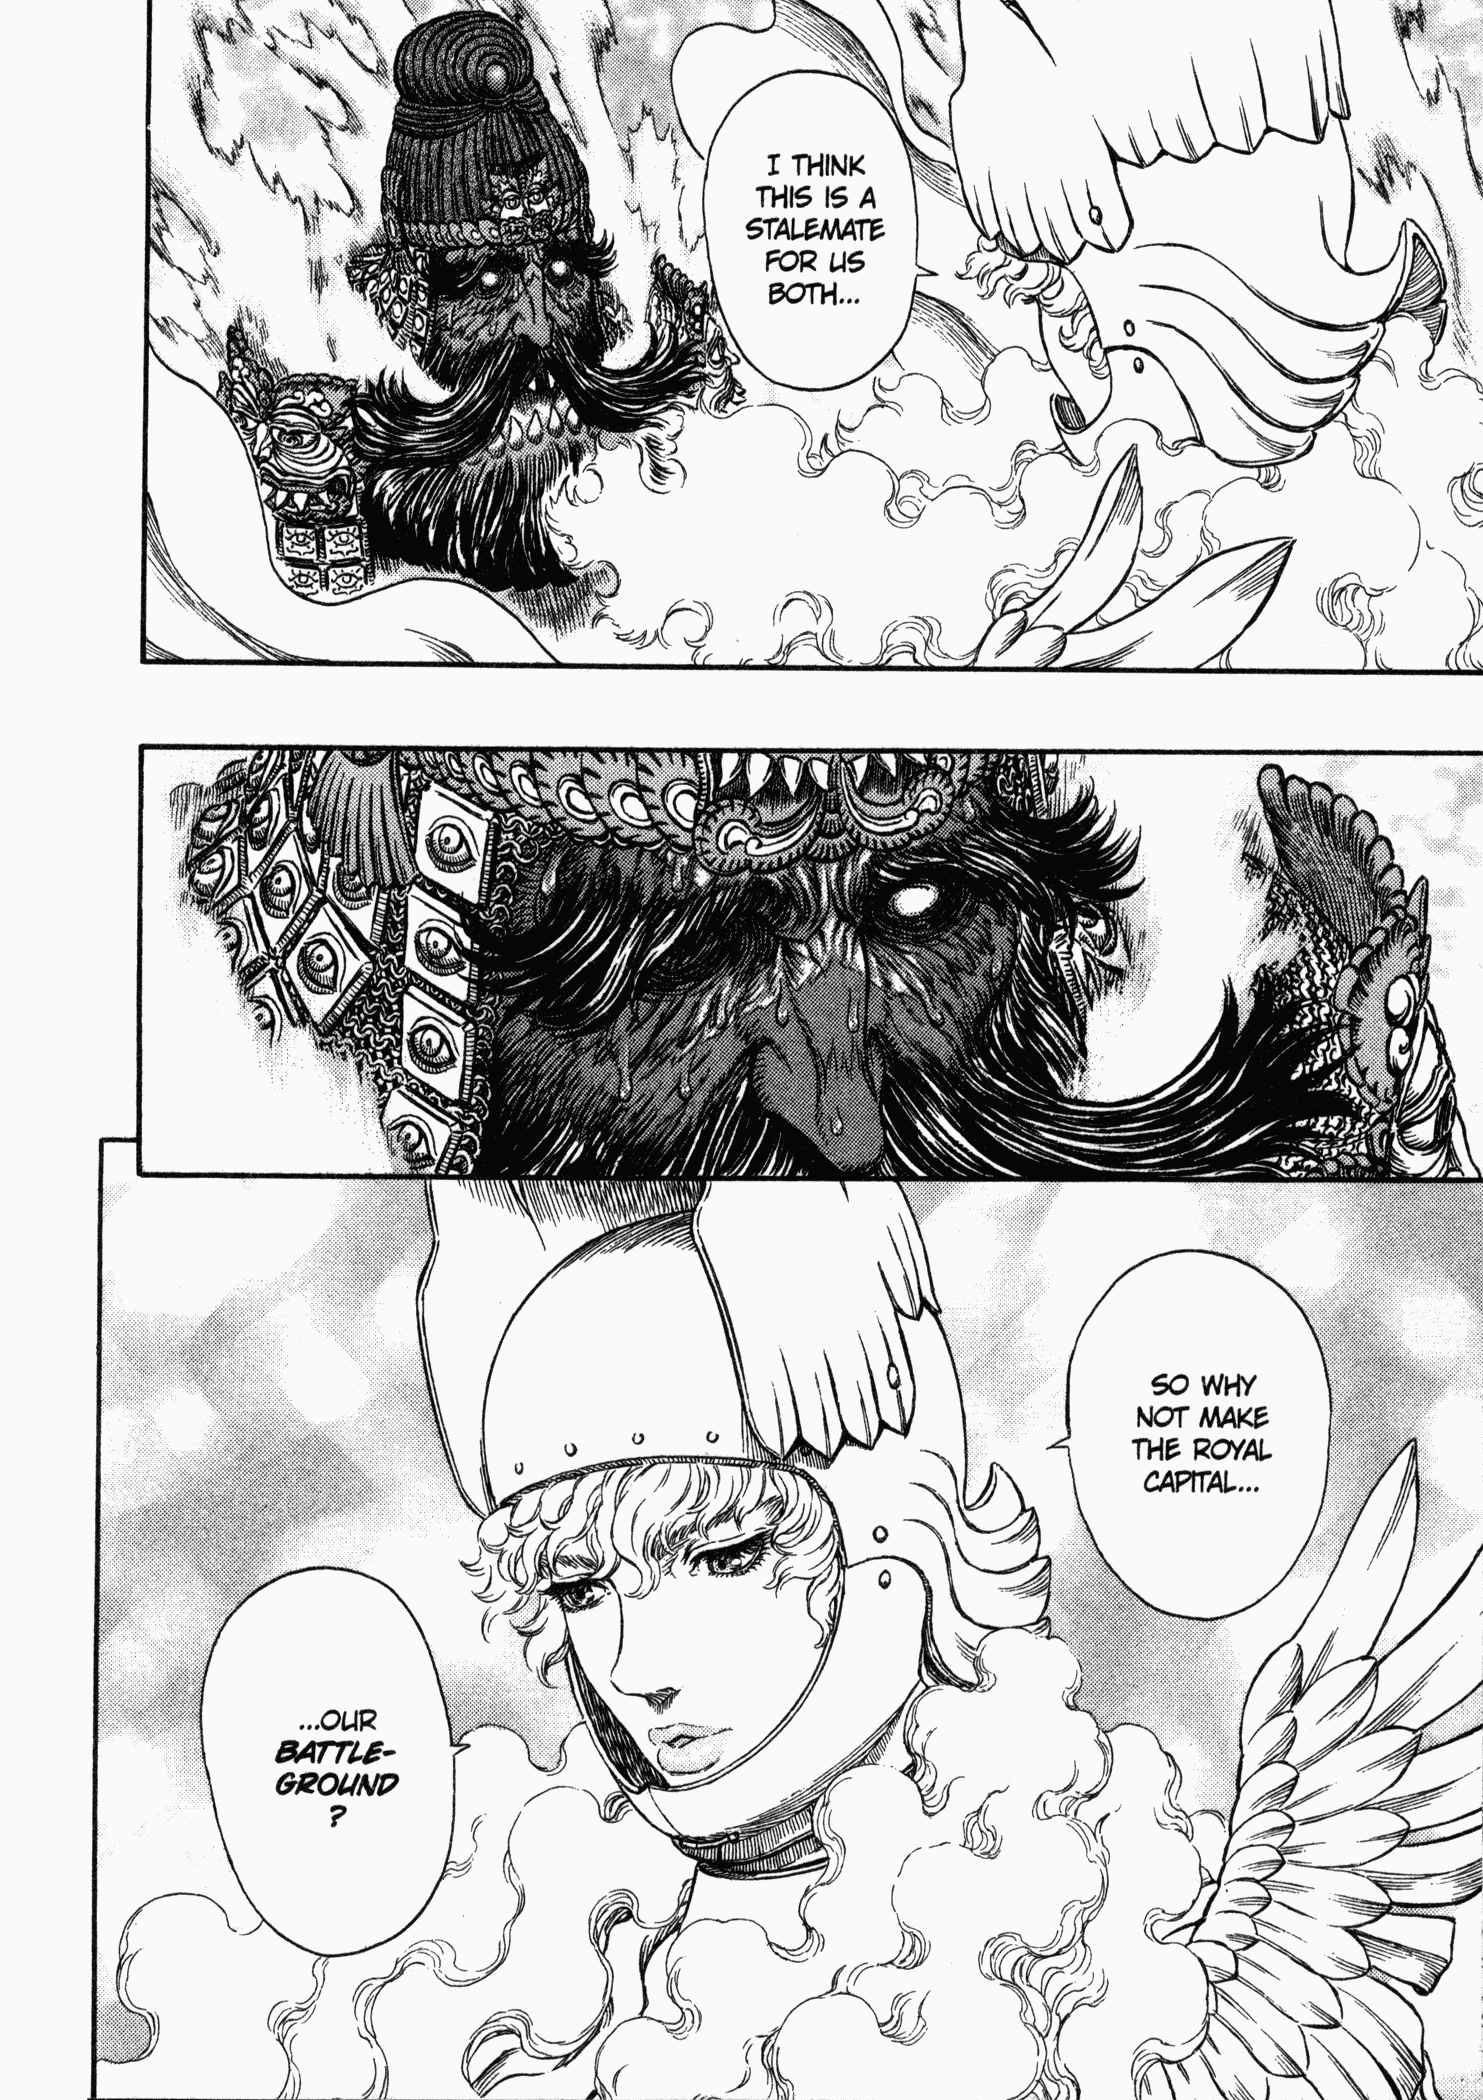 I THINK
THIS IS A
STALEMATE
FOR US
BOTH...
SO WHY
NOT MAKE
THE ROYAL
CAPITAL...
...OUR
BATTLE-
GROUND
?